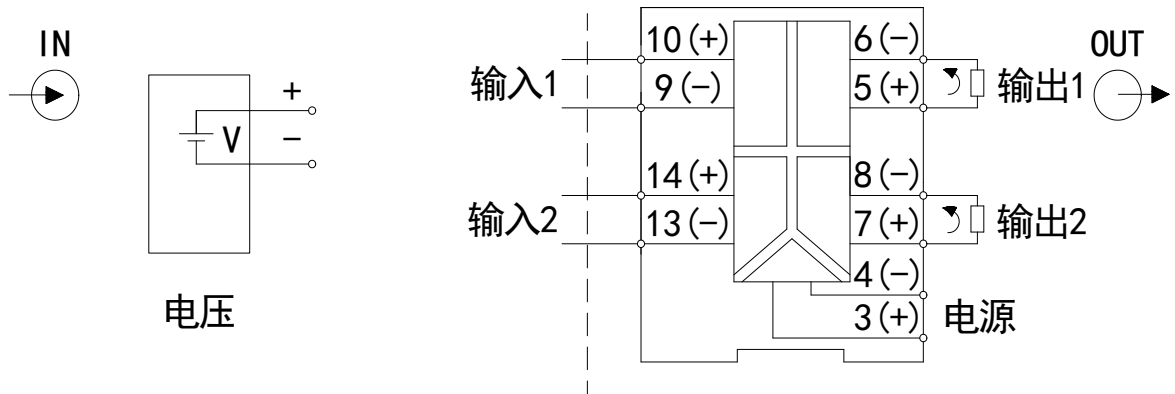 IN
+
V
-
电压
输入1
10(+)
9(-)
6(-)
5(+)
输出1
OUT
输入2
14(+)
13(-)
8(-)
7(+)
输出2
4(-)
3(+)
电源